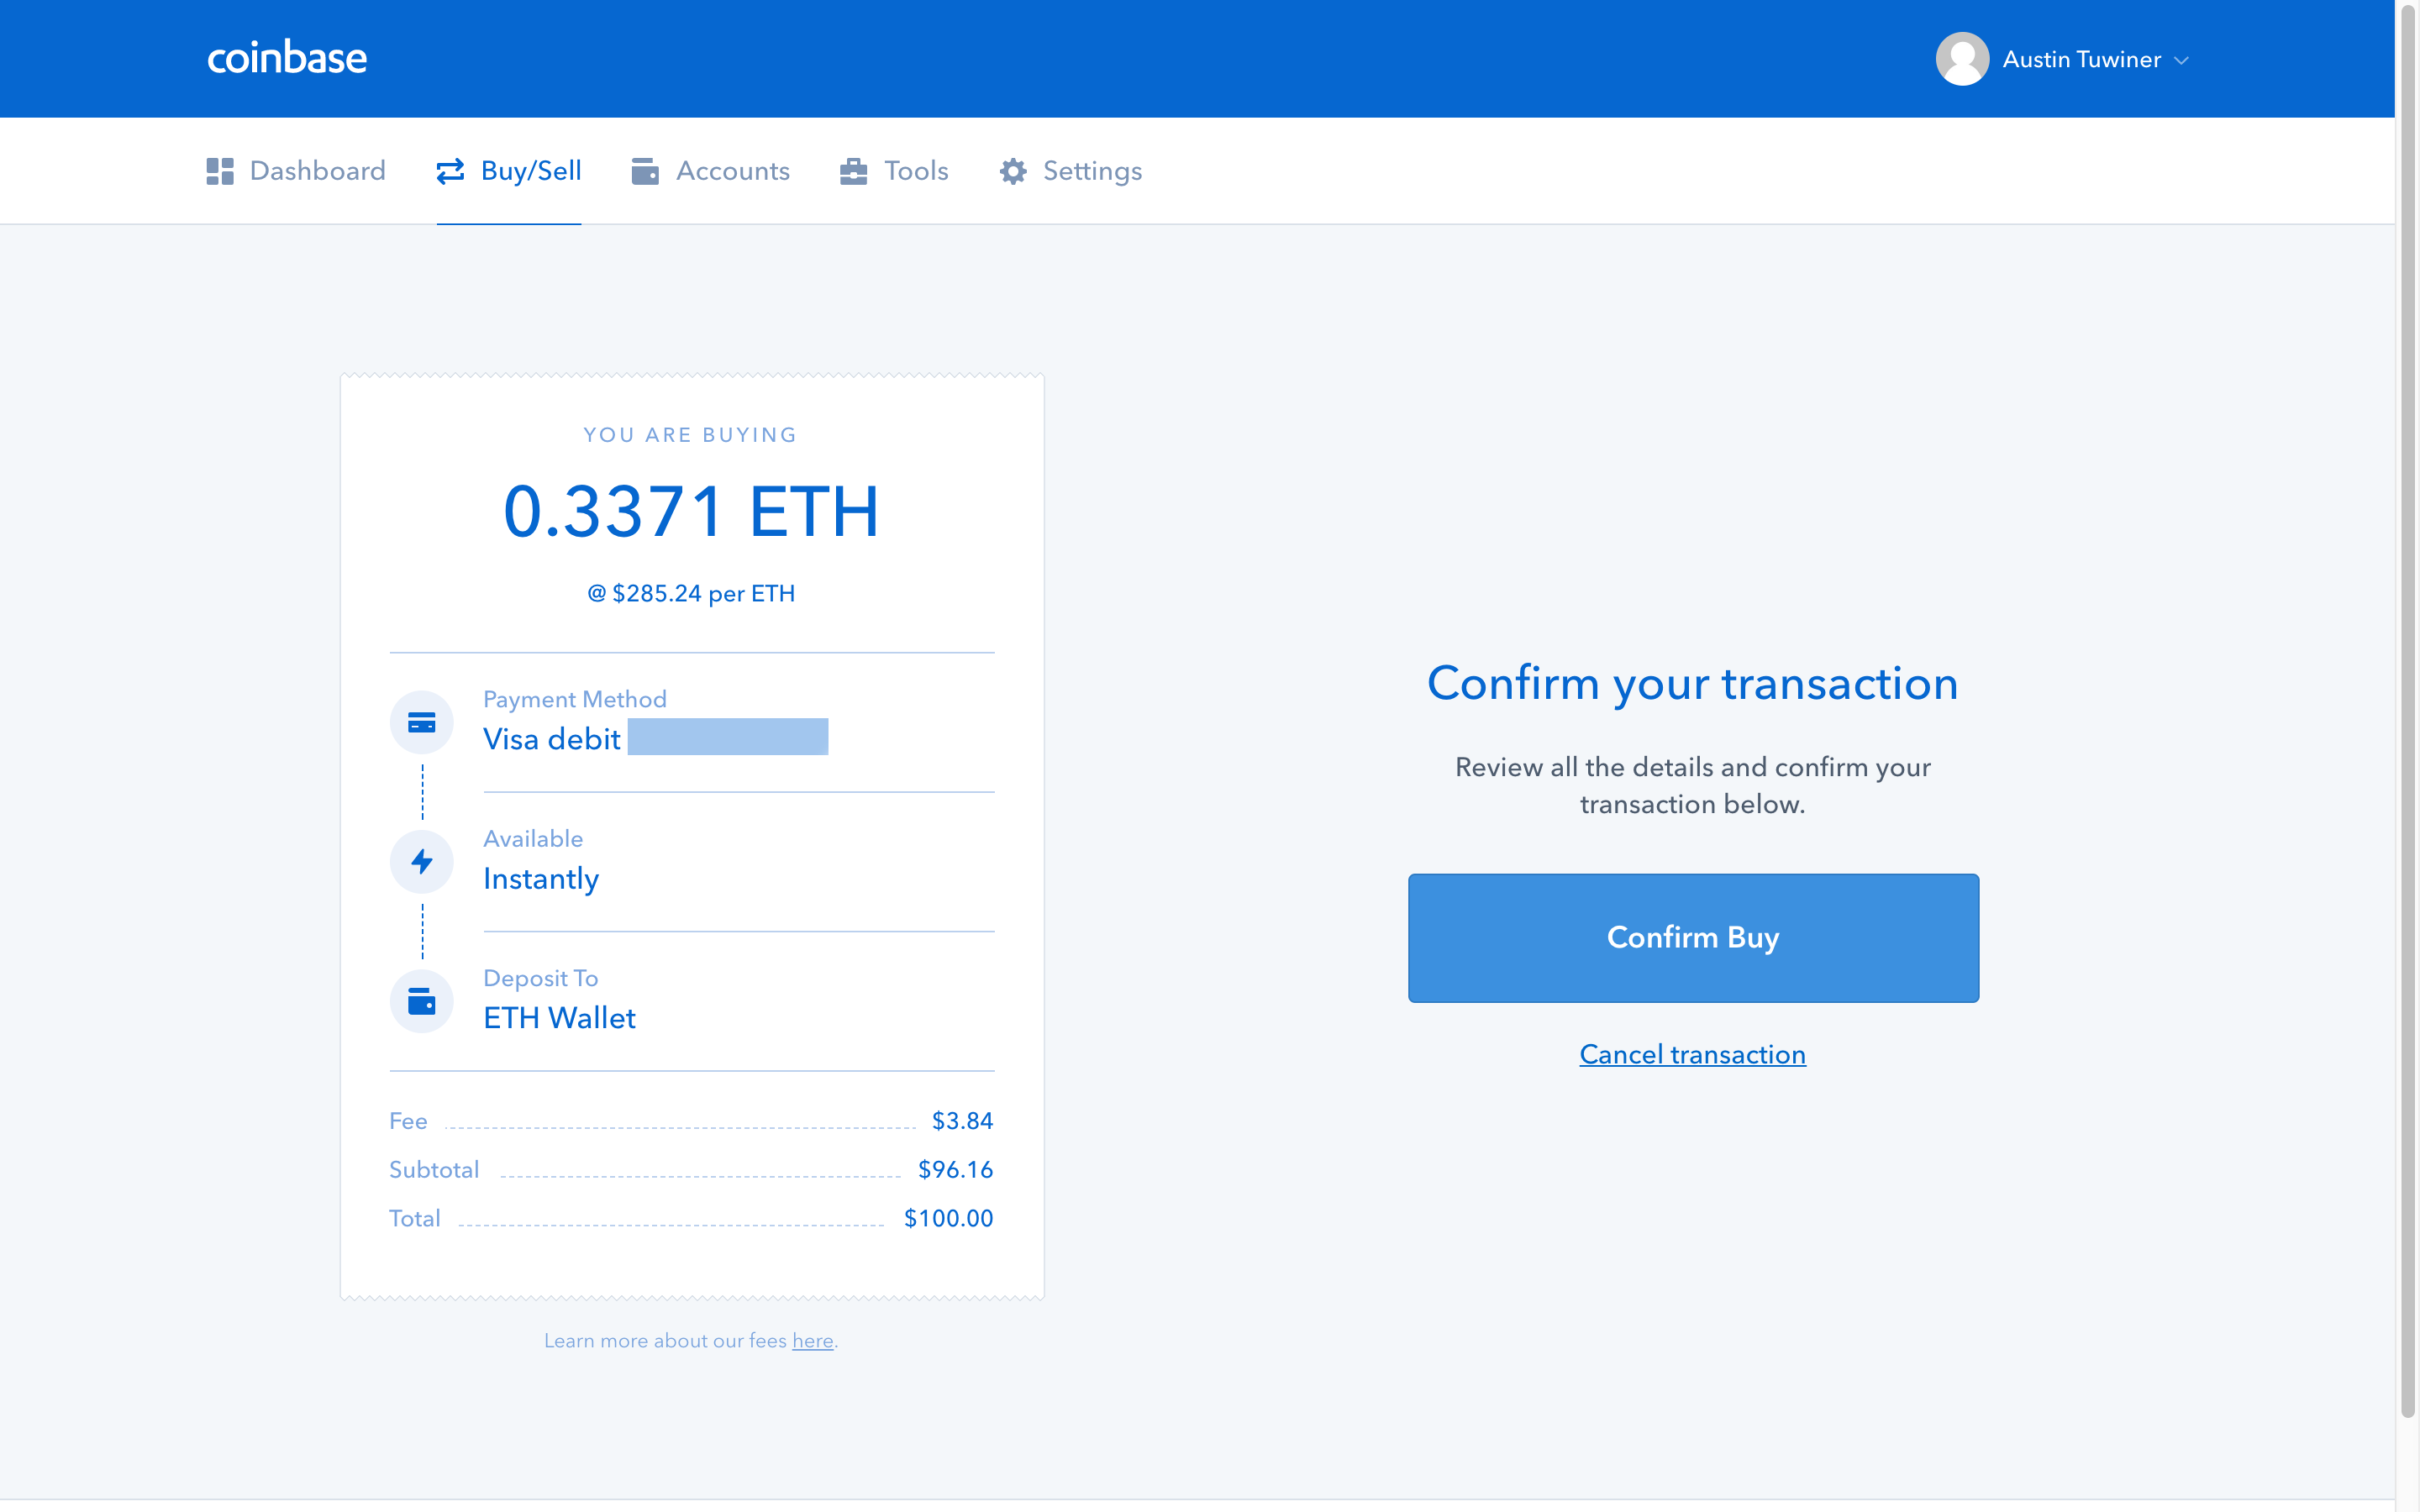 coinbase
Austin Tuwiner
Dashboard
Buy/Sell
Accounts
Tools
Settings
YOU ARE BUYING
0.3371 ETH
@ $285.24 per ETH
Payment Method
Visa debit
Available
Instantly
Deposit To
ETH Wallet
Fee $3.84
Subtotal $96.16
Total $100.00
Learn more about our fees here.
Confirm your transaction
Review all the details and confirm your
transaction below.
Confirm Buy
Cancel transaction